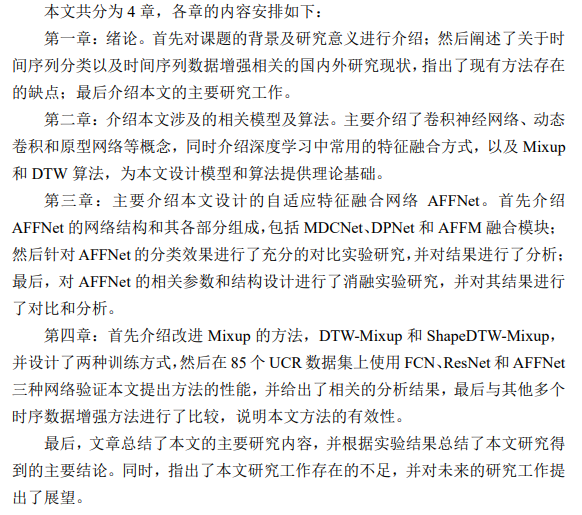 本文共分为 4 章，各章的内容安排如下：
第一章：绪论。首先对课题的背景及研究意义进行介绍；然后阐述了关于时
间序列分类以及时间序列数据增强相关的国内外研究现状，指出了现有方法存在
的缺点；最后介绍本文的主要研究工作。
第二章：介绍本文涉及的相关模型及算法。主要介绍了卷积神经网络、动态
卷积和原型网络等概念，同时介绍深度学习中常用的特征融合方式，以及 Mixup
和 DTW 算法，为本文设计模型和算法提供理论基础。
第三章：主要介绍本文设计的自适应特征融合网络 AFFNet。首先介绍
AFFNet 的网络结构和其各部分组成，包括 MDCNet、DPNet 和 AFFM 融合模块；
然后针对 AFFNet 的分类效果进行了充分的对比实验研究，并对结果进行了分析；
最后，对 AFFNet 的相关参数和结构设计进行了消融实验研究，并对其结果进行
了对比和分析。
第四章：首先介绍改进 Mixup 的方法，DTW-Mixup 和 ShapeDTW-Mixup，
并设计了两种训练方式，然后在 85 个 UCR 数据集上使用 FCN、ResNet 和 AFFNet
三种网络验证本文提出方法的性能，并给出了相关的分析结果，最后与其他多个
时序数据增强方法进行了比较，说明本文方法的有效性。
最后，文章总结了本文的主要研究内容，并根据实验结果总结了本文研究得
到的主要结论。同时，指出了本文研究工作存在的不足，并对未来的研究工作提
出了展望。